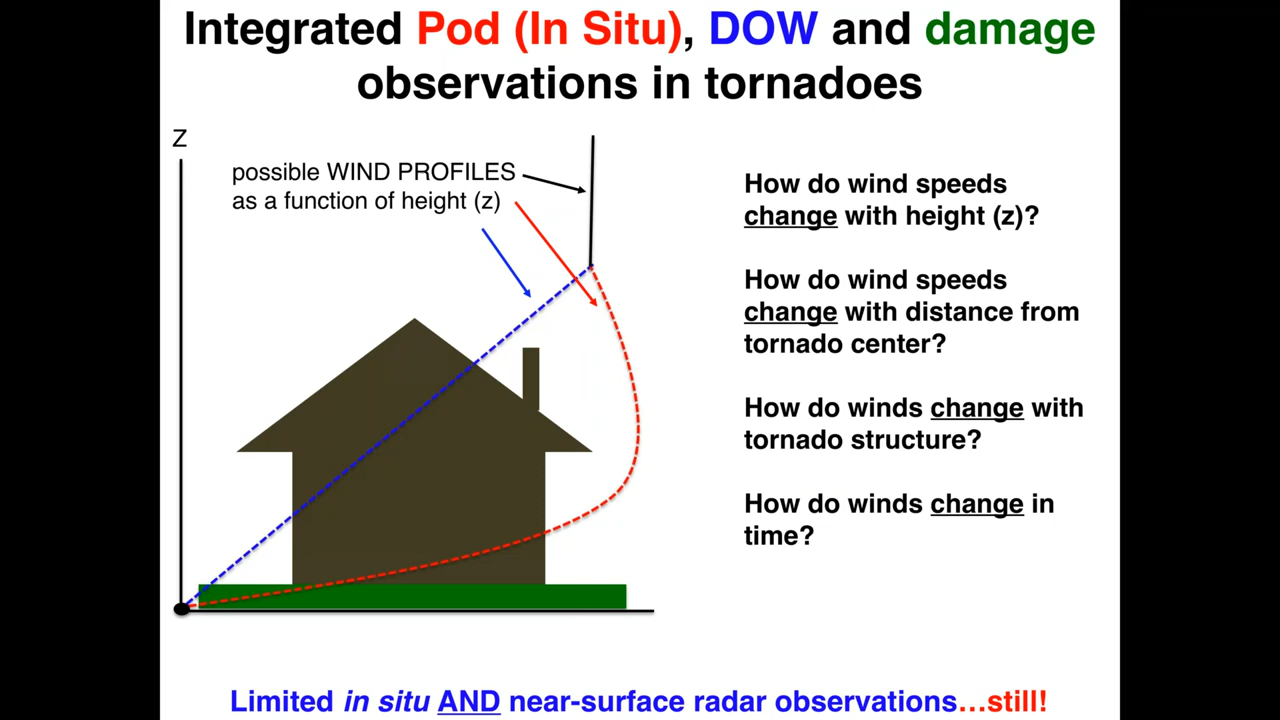 Integrated Pod (In Situ), DOW and damage
observations in tornadoes
Z
possible WIND PROFILES
as a function of height (z)
How do wind speeds
change with height (z)?
How do wind speeds
change with distance from
tornado center?
How do winds change with
tornado structure?
How do winds change in
time?
Limited in situ AND near-surface radar observations…still!